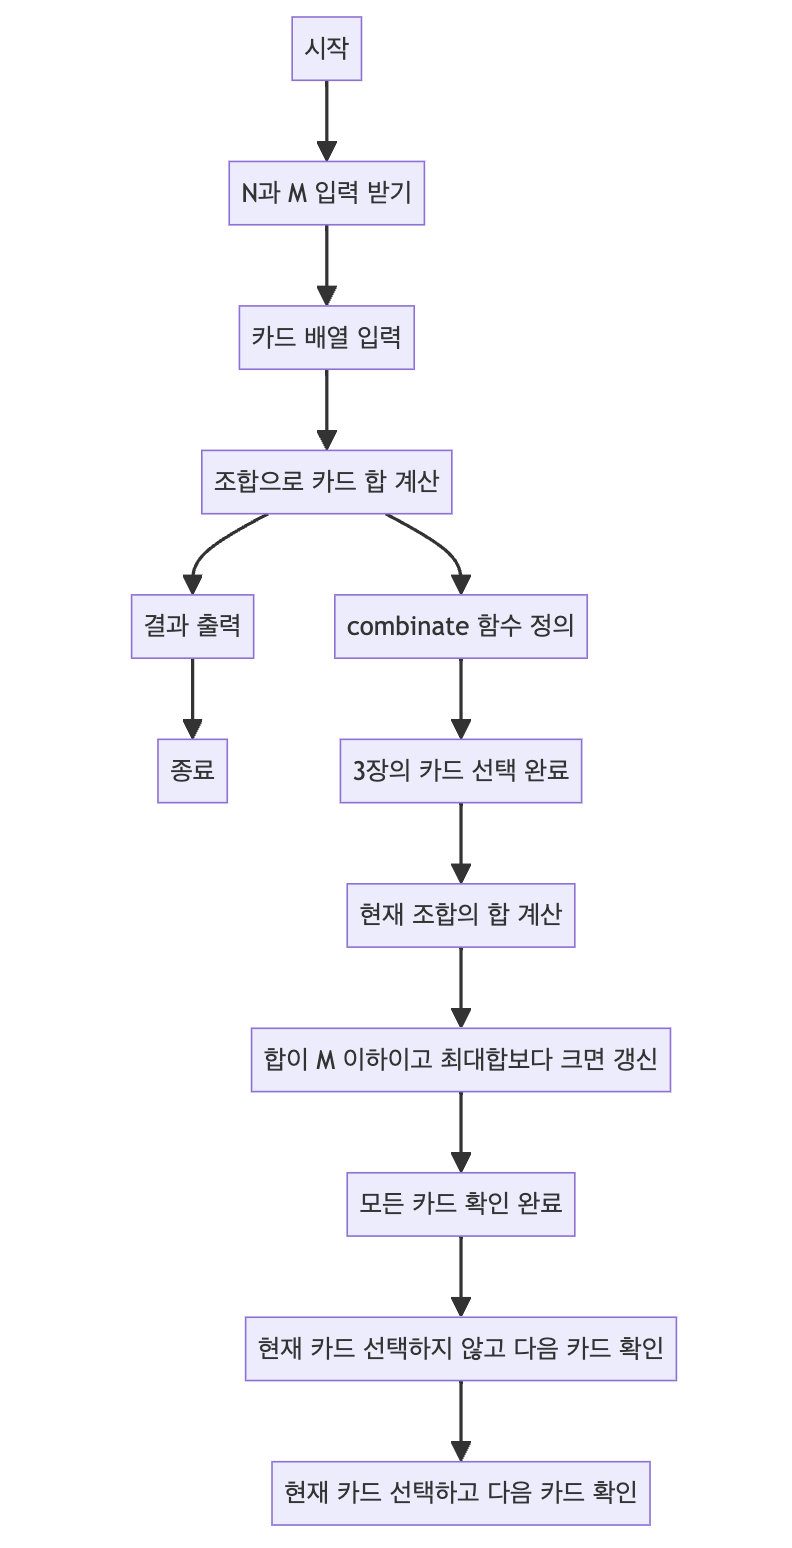 시작
N과 M 입력 받기
카드 배열 입력
조합으로 카드 합 계산
결과 출력
combinate 함수 정의
종료
3장의 카드 선택 완료
현재 조합의 합 계산
합이 M 이하이고 최대합보다 크면 갱신
모든 카드 확인 완료
현재 카드 선택하지 않고 다음 카드 확인
현재 카드 선택하고 다음 카드 확인